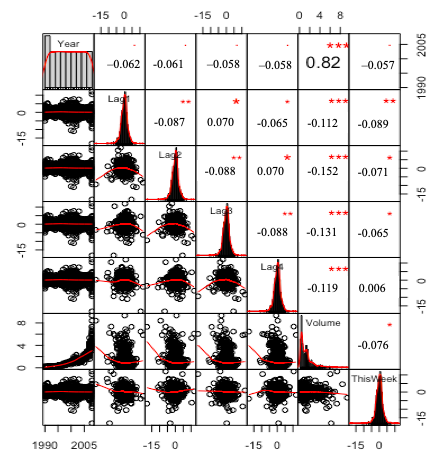 -15 0 -15 0 0 2 4 6 8
Year . . . . *** .
-0.062 -0.061 -0.058 -0.058 0.82 -0.057
1990 2005
Lag1 ** * * *** **
-0.087 0.070 -0.065 -0.112 -0.089
-15 0
Lag2 ** * *** *
-0.088 0.070 -0.152 -0.071
-15 0
Lag3 ** *** *
-0.088 -0.131 -0.065
-15 0
Lag4 ***
-0.119 0.006
-15 0
Volume *
-0.076
0 4 8
ThisWeek
-15 0
1990 2005 -15 0 -15 0 -15 0